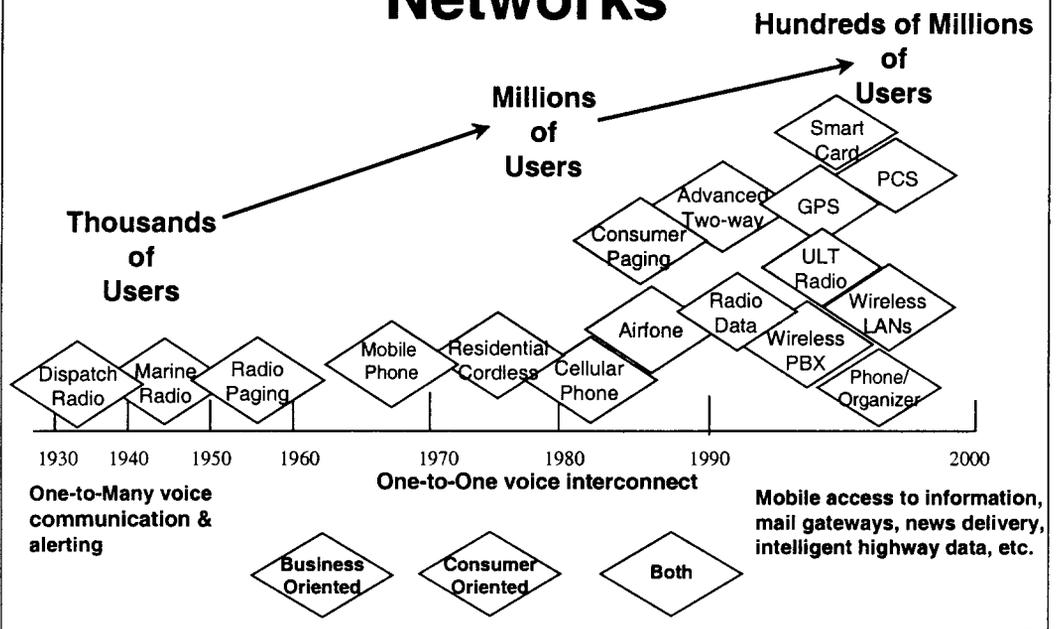 Networks
Hundreds of Millions
of
Users
Millions
of
Users
Thousands
of
Users
Smart
Card
PCS
Advanced
Two-way
GPS
Consumer
Paging
ULT
Radio
Wireless
LANs
Radio
Data
Airfone
Wireless
PBX
Mobile
Phone
Residential
Cordless
Cellular
Phone
Phone/
Organizer
Dispatch
Radio
Marine
Radio
Radio
Paging
1930 1940 1950 1960 1970 1980 1990 2000
One-to-Many voice
communication &
alerting
One-to-One voice interconnect
Mobile access to information,
mail gateways, news delivery,
intelligent highway data, etc.
Business
Oriented
Consumer
Oriented
Both